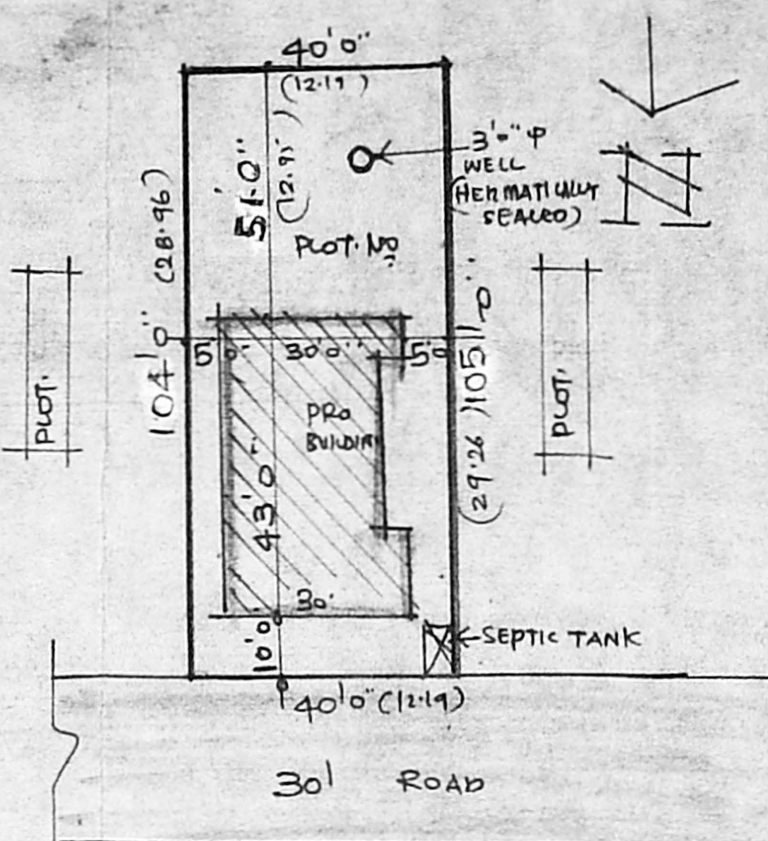 40'0"
(12.19)
51'.0"
(12.95)
3'-0" φ
WELL
(HERMATICALLY
SEALED)
N
PLOT. NO
104'0" (28.96)
(29.26) 105'0"
5'0" 30'0" 5'0
PLOT.
PRO
BUILDIN
PLOT.
43'0"
30'
10'0
SEPTIC TANK
40'0" (12.19)
30' ROAD